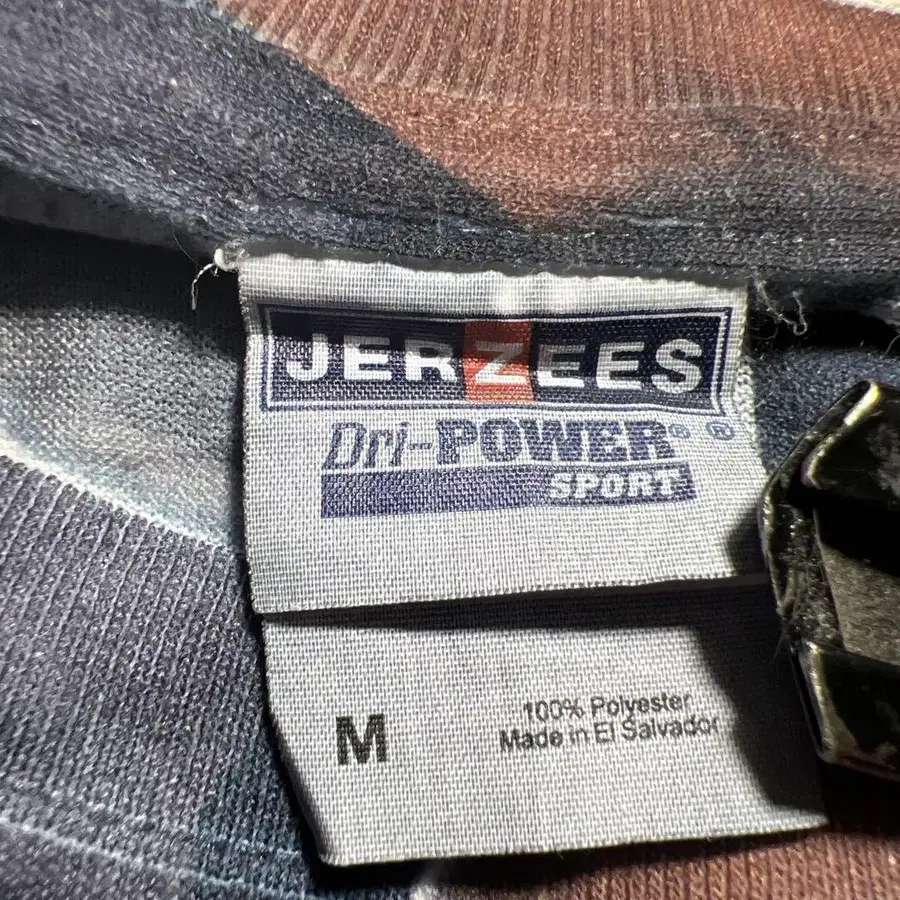 JERZEES
Dri-POWER® ®
SPORT
M
100% Polyester
Made in El Salvador